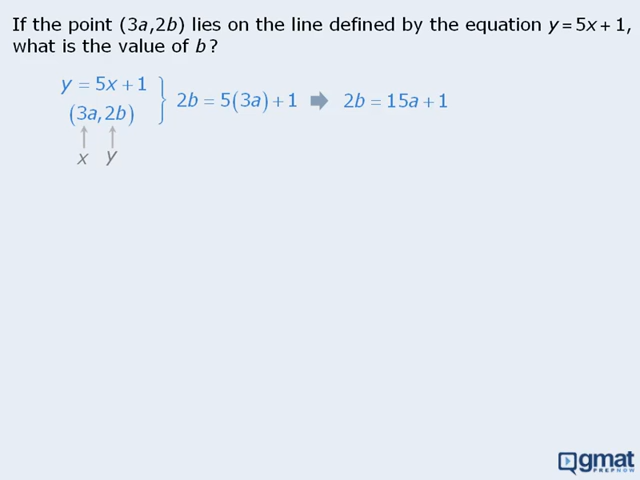 If the point (3a,2b) lies on the line defined by the equation y=5x+1,
what is the value of b?
y = 5x + 1
(3a, 2b)
2b = 5(3a) + 1
2b = 15a + 1
x y
gmat
PREPNOW